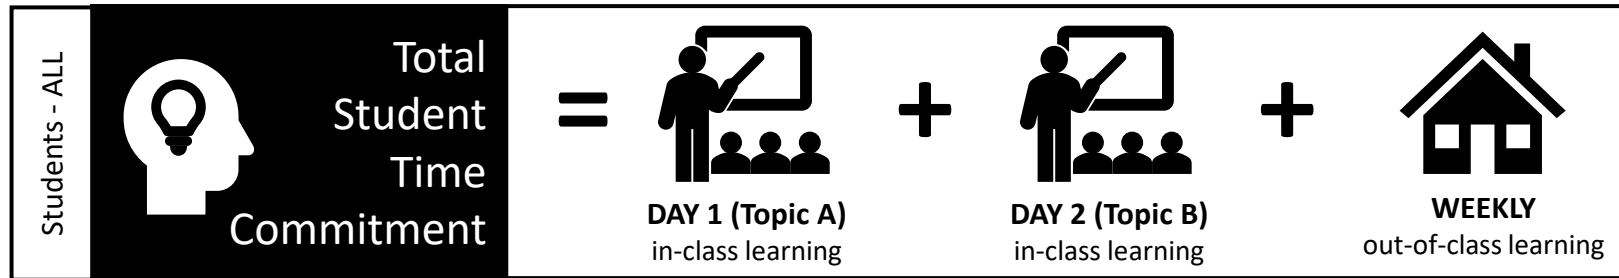 Students - ALL
Total
Student
Time
Commitment
=
+
+
DAY 1 (Topic A)
in-class learning
DAY 2 (Topic B)
in-class learning
WEEKLY
out-of-class learning